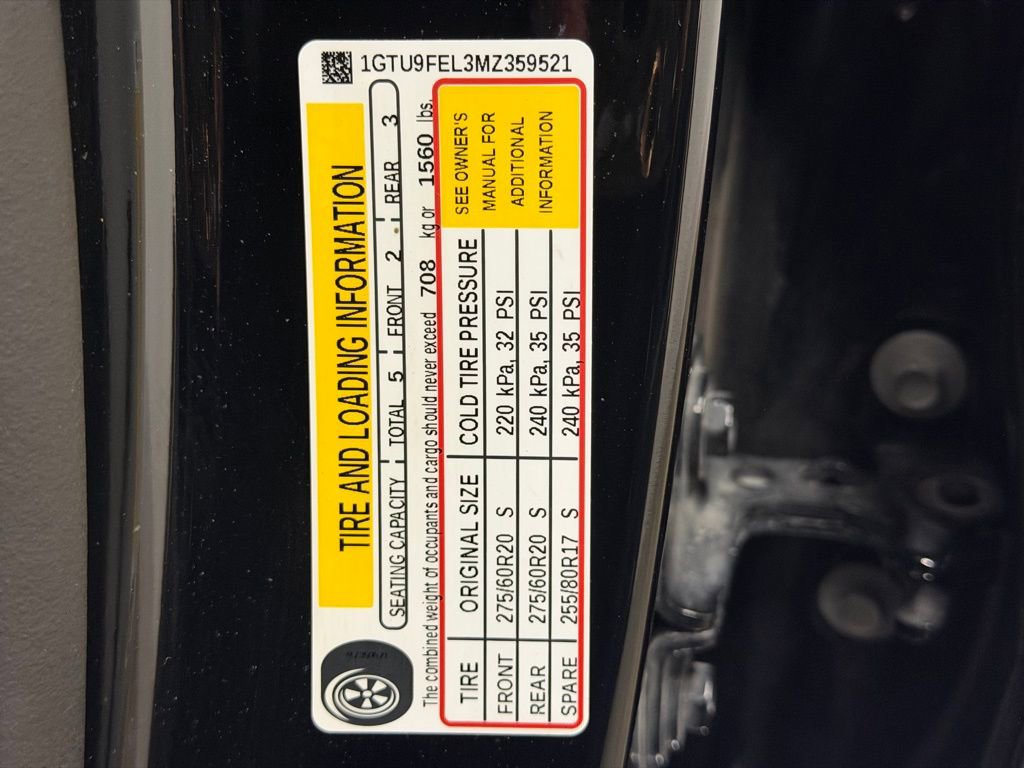 1GTU9FEL3MZ359521
TIRE AND LOADING INFORMATION
SEATING CAPACITY TOTAL 5 FRONT 2 REAR 3
The combined weight of occupants and cargo should never exceed 708 kg or 1560 lbs.
TIRE ORIGINAL SIZE COLD TIRE PRESSURE
FRONT 275/60R20 S 220 kPa, 32 PSI
REAR 275/60R20 S 240 kPa, 35 PSI
SPARE 255/80R17 S 240 kPa, 35 PSI
SEE OWNER'S
MANUAL FOR
ADDITIONAL
INFORMATION